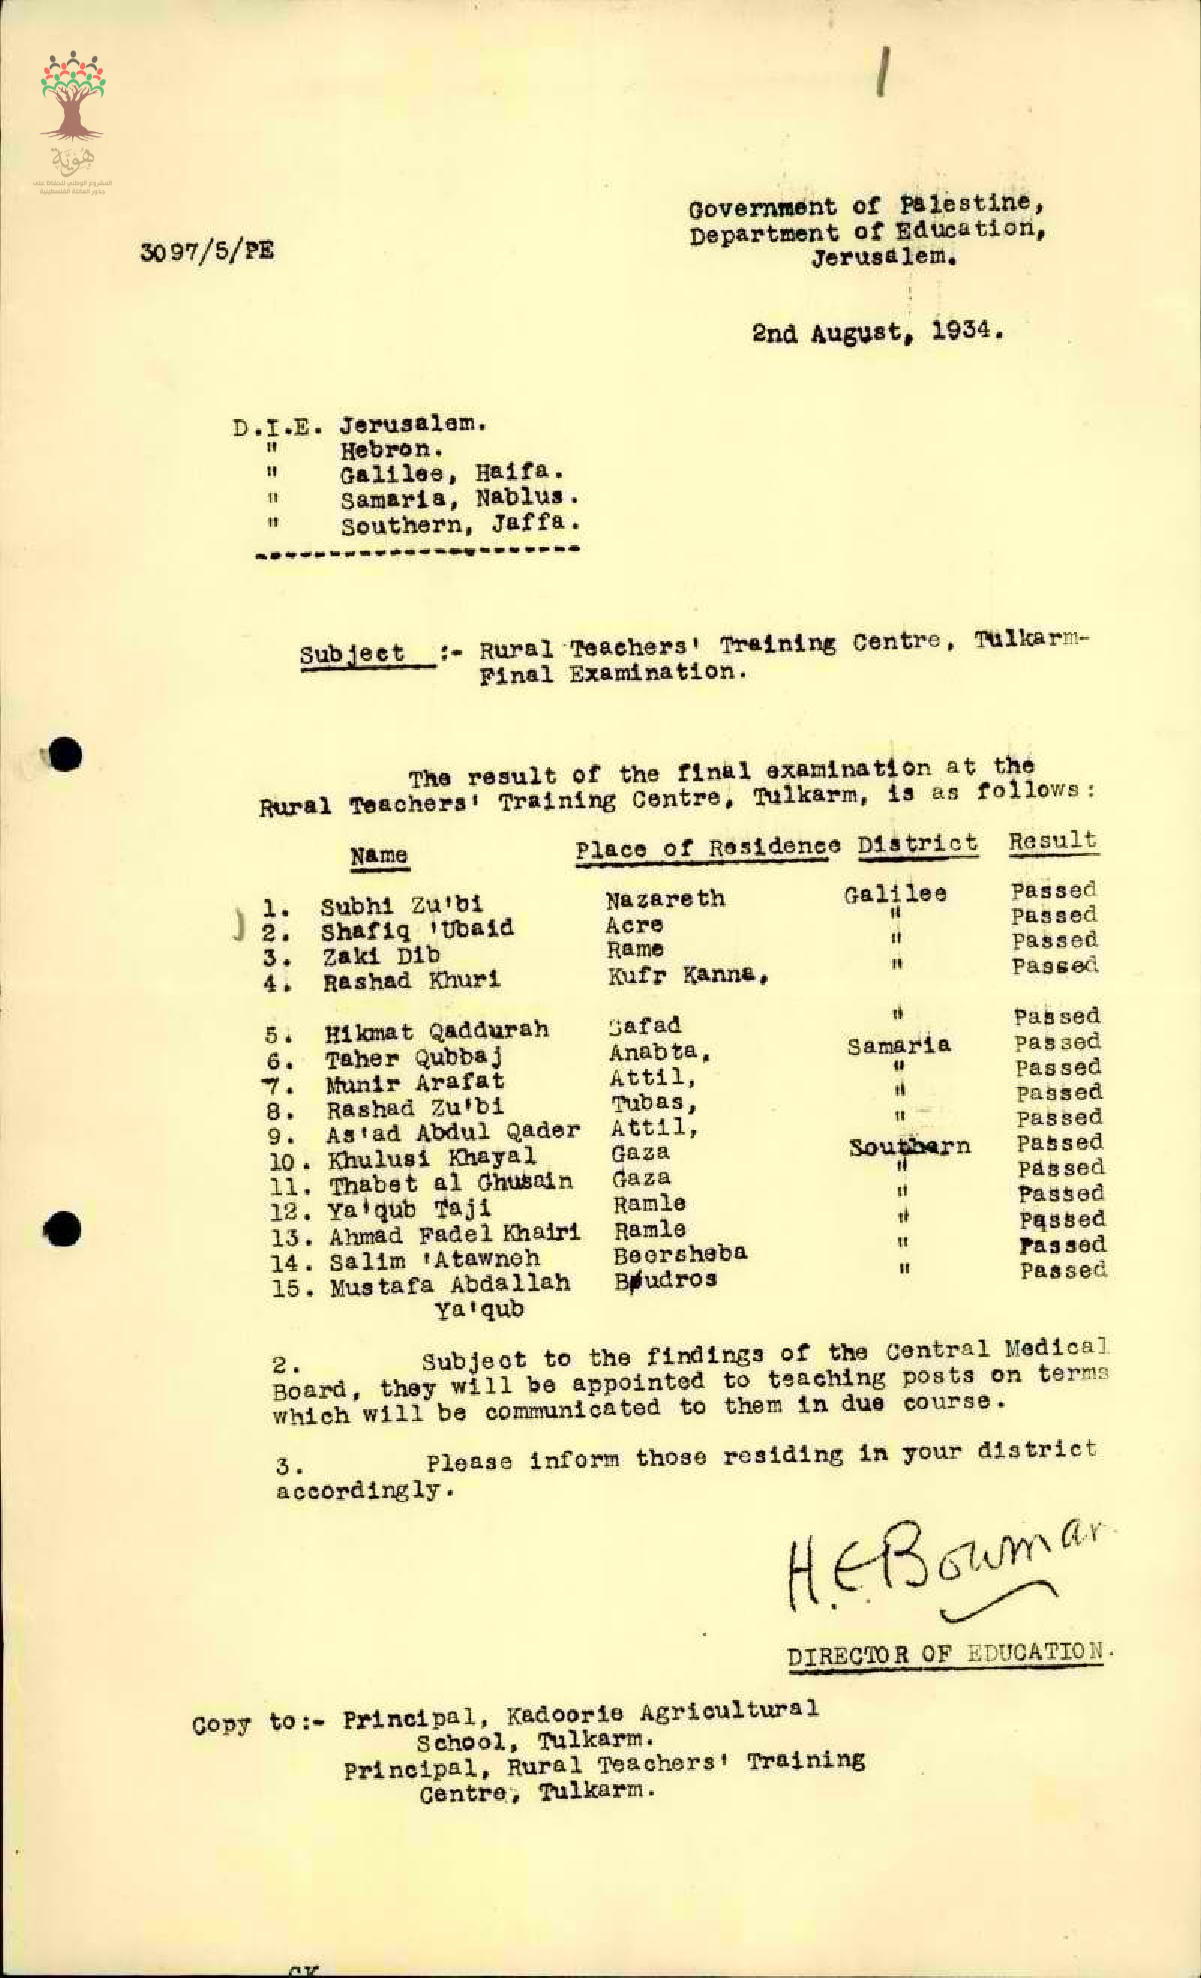 1
هُوِيَّة
المشروع الوطني للحفاظ على
جذور العائلة الفلسطينية
Government of Palestine,
Department of Education,
Jerusalem.
3097/5/PE
2nd August, 1934.
D.I.E. Jerusalem.
" Hebron.
" Galilee, Haifa.
" Samaria, Nablus.
" Southern, Jaffa.
Subject :- Rural Teachers' Training Centre, Tulkarm-
Final Examination.
The result of the final examination at the
Rural Teachers' Training Centre, Tulkarm, is as follows:
Name Place of Residence District Result
1. Subhi Zu'bi Nazareth Galilee Passed
2. Shafiq 'Ubaid Acre " Passed
3. Zaki Dib Rame " Passed
4. Rashad Khuri Kufr Kanna, " Passed
5. Hikmat Qaddurah Safad " Passed
6. Taher Qubbaj Anabta, Samaria Passed
7. Munir Arafat Attil, " Passed
8. Rashad Zu'bi Tubas, " Passed
9. As'ad Abdul Qader Attil, " Passed
10. Khulusi Khayal Gaza Southern Passed
11. Thabet al Ghusain Gaza " Passed
12. Ya'qub Taji Ramle " Passed
13. Ahmad Fadel Khairi Ramle " Passed
14. Salim 'Atawneh Beersheba " Passed
15. Mustafa Abdallah Budros " Passed
Ya'qub
2. Subject to the findings of the Central Medical
Board, they will be appointed to teaching posts on terms
which will be communicated to them in due course.
3. Please inform those residing in your district
accordingly.
H.E. Bowman
DIRECTOR OF EDUCATION.
Copy to:- Principal, Kadoorie Agricultural
School, Tulkarm.
Principal, Rural Teachers' Training
Centre, Tulkarm.